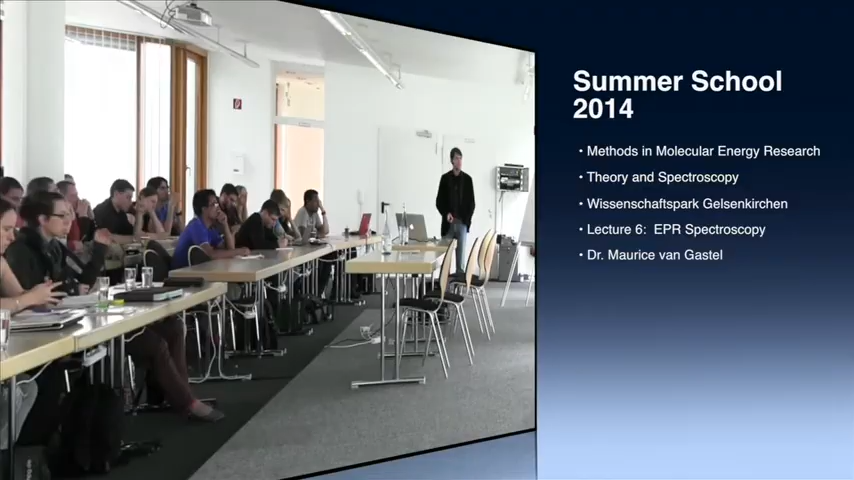 Summer School
2014
• Methods in Molecular Energy Research
• Theory and Spectroscopy
• Wissenschaftspark Gelsenkirchen
• Lecture 6:  EPR Spectroscopy
• Dr. Maurice van Gastel